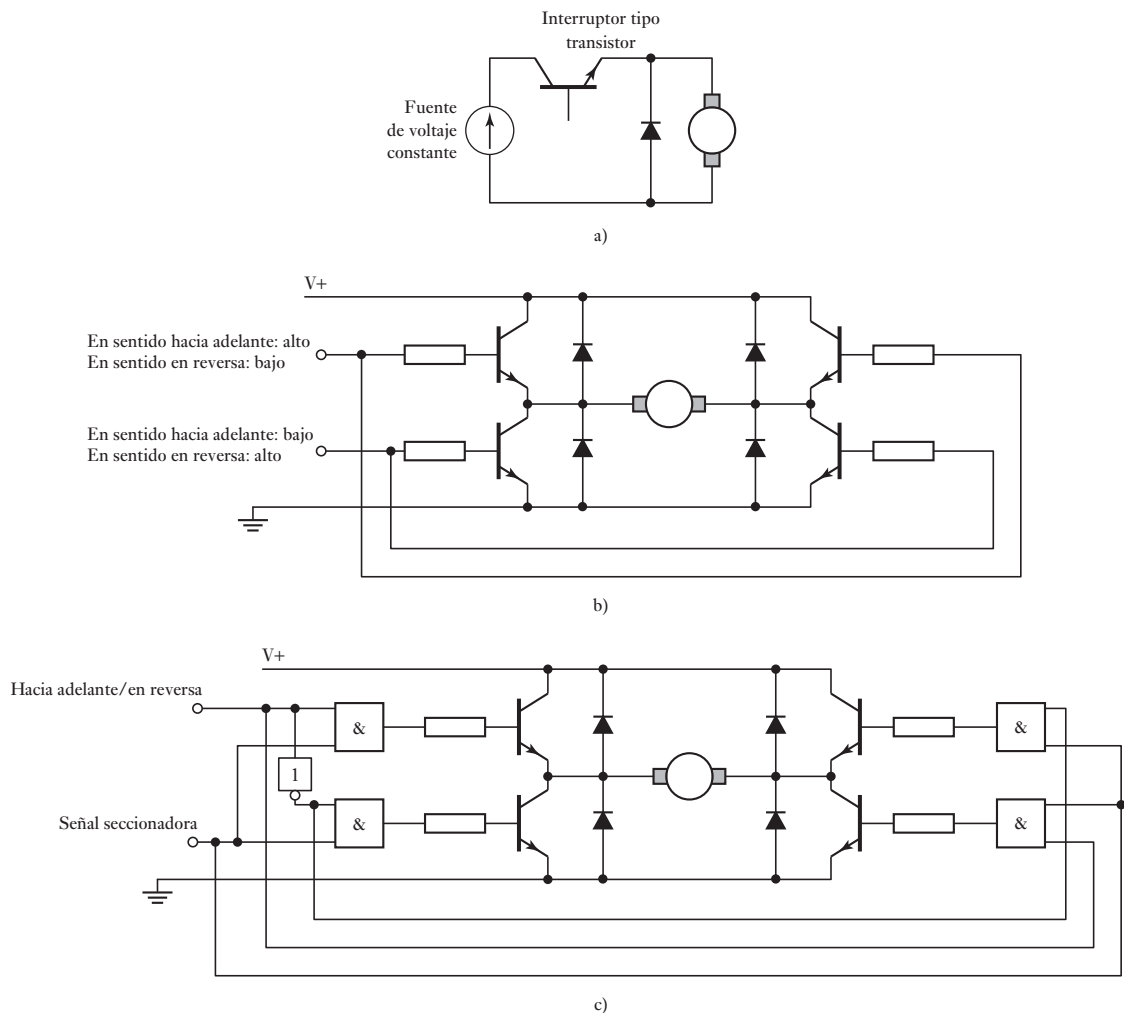 Interruptor tipo
transistor
Fuente
de voltaje
constante
a)
V+
En sentido hacia adelante: alto
En sentido en reversa: bajo
En sentido hacia adelante: bajo
En sentido en reversa: alto
b)
V+
Hacia adelante/en reversa
&
&
1
Señal seccionadora
&
&
c)